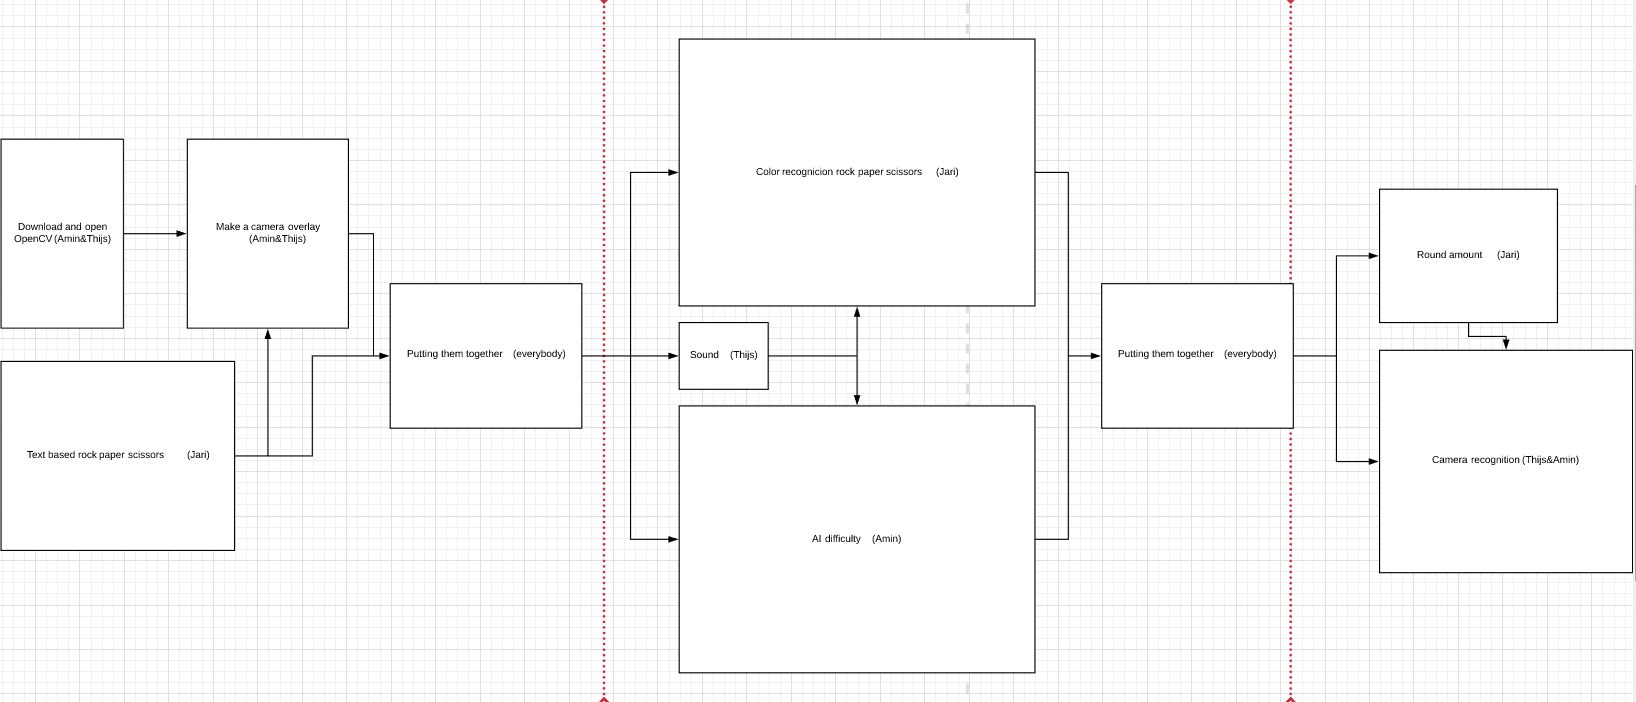 Download and open
OpenCV (Amin&Thijs)
Make a camera overlay
(Amin&Thijs)
Text based rock paper scissors (Jari)
Putting them together (everybody)
Color recognicion rock paper scissors (Jari)
Sound (Thijs)
AI difficulty (Amin)
Putting them together (everybody)
Round amount (Jari)
Camera recognition (Thijs&Amin)